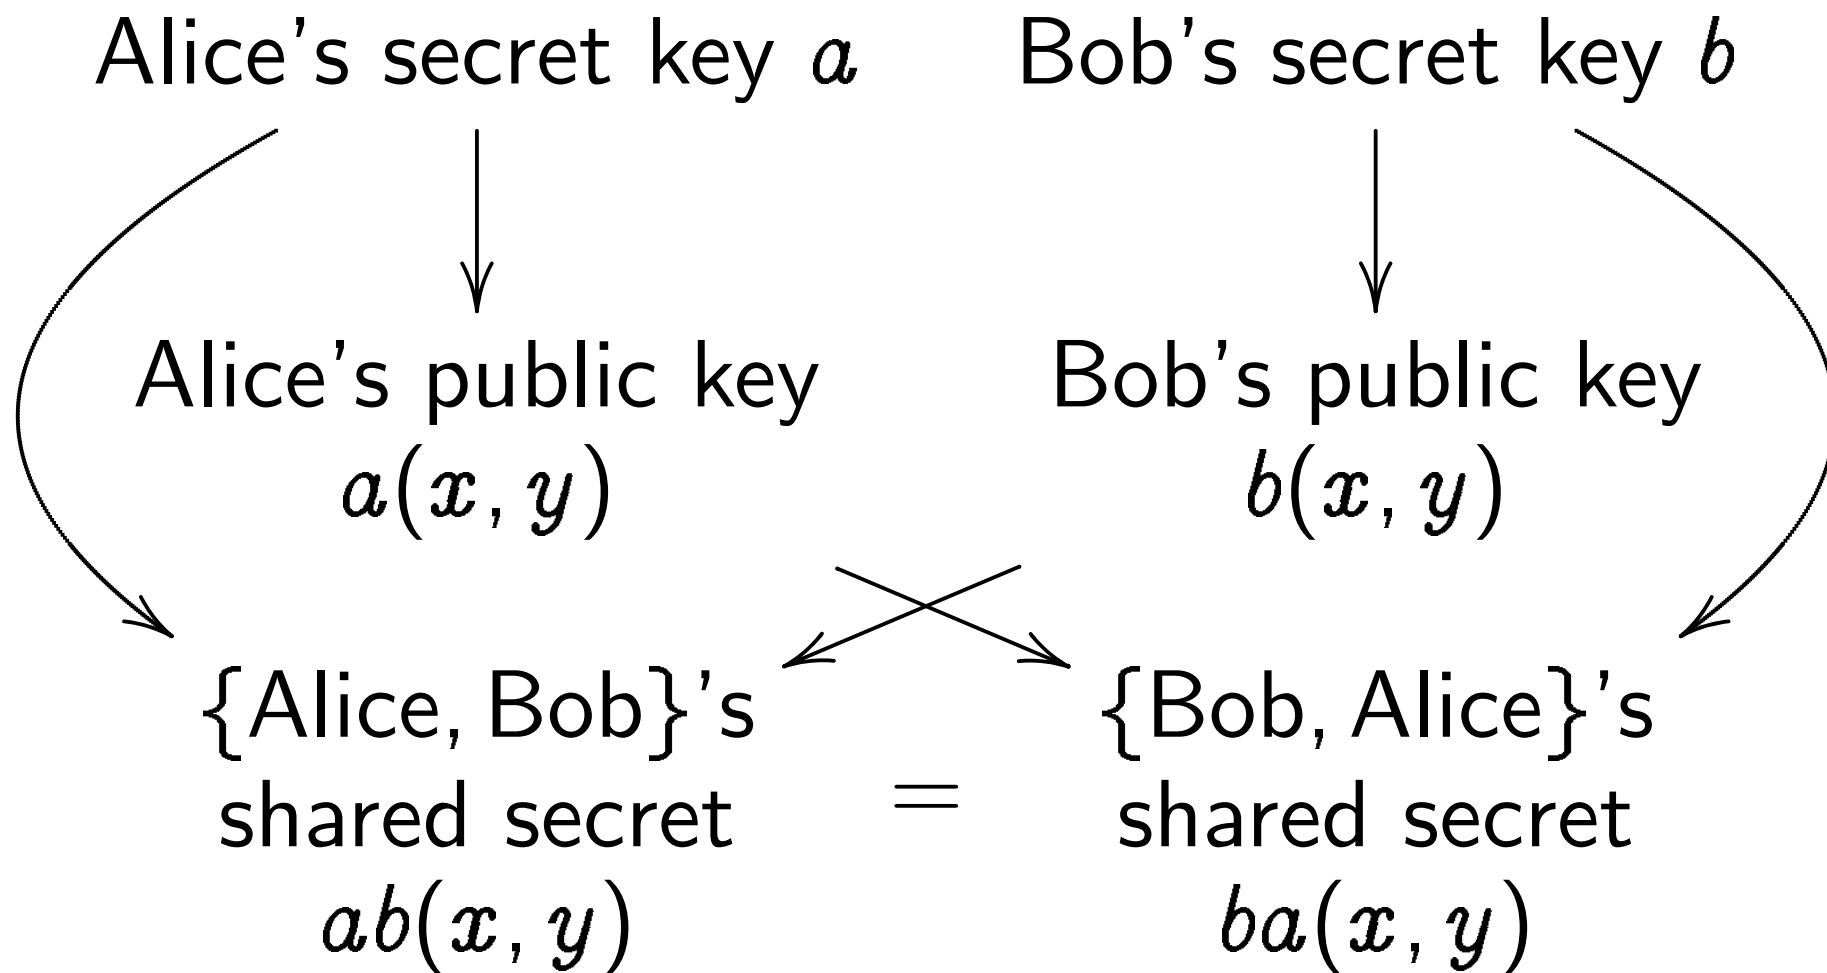 Alice's secret key a
Bob's secret key b
Alice's public key
a(x, y)
Bob's public key
b(x, y)
{Alice, Bob}'s
shared secret
ab(x, y)
=
{Bob, Alice}'s
shared secret
ba(x, y)